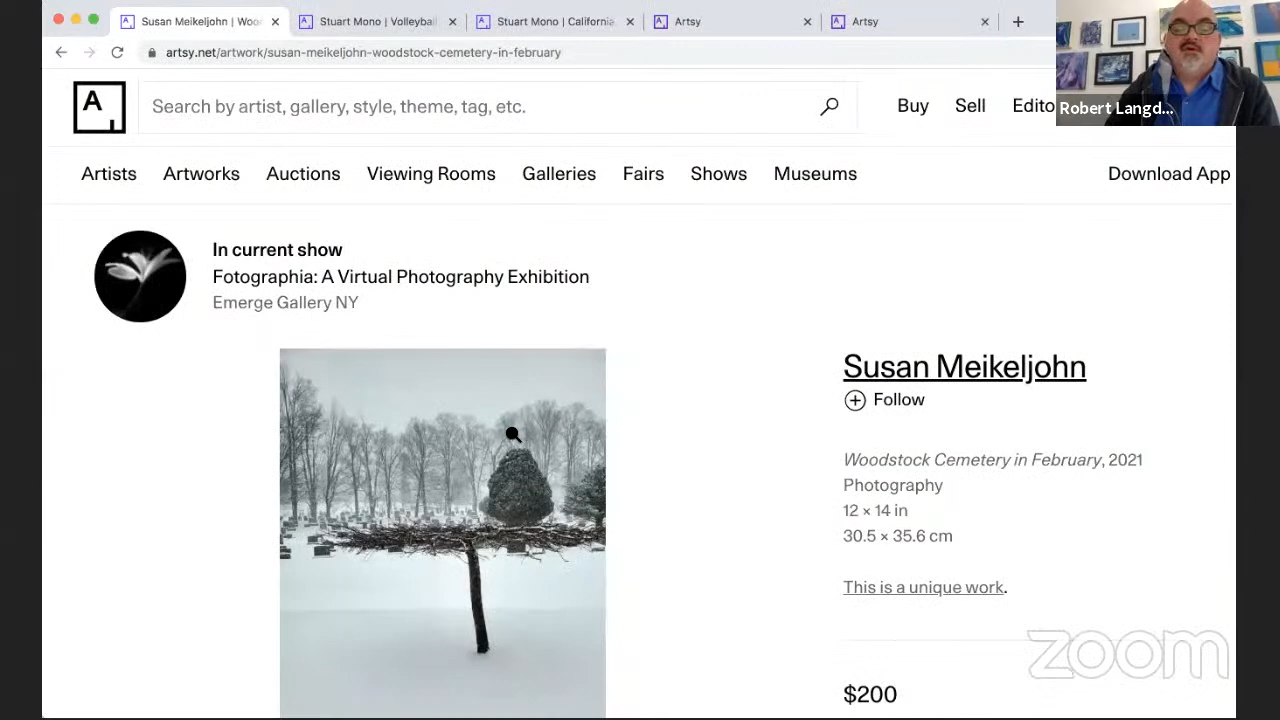 Susan Meikeljohn | Woo
Stuart Mono | Volleyball
Stuart Mono | California
Artsy
Artsy
artsy.net/artwork/susan-meikeljohn-woodstock-cemetery-in-february
A
Search by artist, gallery, style, theme, tag, etc.
Buy
Sell
Edito
Robert Langd...
Artists
Artworks
Auctions
Viewing Rooms
Galleries
Fairs
Shows
Museums
Download App
In current show
Fotographia: A Virtual Photography Exhibition
Emerge Gallery NY
Susan Meikeljohn
Follow
Woodstock Cemetery in February, 2021
Photography
12 × 14 in
30.5 × 35.6 cm
This is a unique work.
zoom
$200